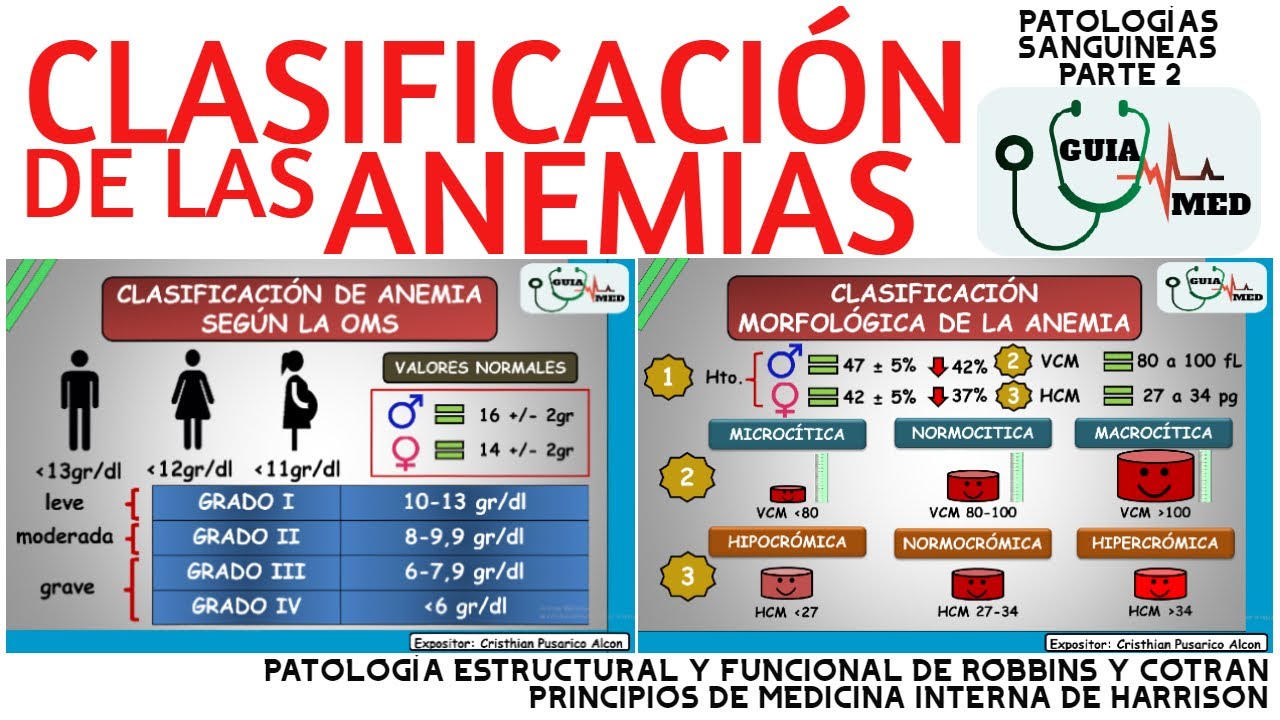 CLASIFICACIÓN
DE LAS ANEMIAS
PATOLOGÍAS
SANGUINEAS
PARTE 2
GUIA
MED
CLASIFICACIÓN DE ANEMIA
SEGÚN LA OMS
GUIA
MED
VALORES NORMALES
16 +/- 2gr
14 +/- 2gr
<13gr/dl <12gr/dl <11gr/dl
leve GRADO I 10-13 gr/dl
moderada GRADO II 8-9,9 gr/dl
GRADO III 6-7,9 gr/dl
grave
GRADO IV <6 gr/dl
Expositor: Cristhian Pusarico Alcon
CLASIFICACIÓN
MORFOLÓGICA DE LA ANEMIA
GUIA
MED
1 Hto. 47 ± 5% 42% 2 VCM 80 a 100 fL
42 ± 5% 37% 3 HCM 27 a 34 pg
MICROCÍTICA NORMOCITICA MACROCÍTICA
2
VCM <80 VCM 80-100 VCM >100
HIPOCRÓMICA NORMOCRÓMICA HIPERCRÓMICA
3
HCM <27 HCM 27-34 HCM >34
Expositor: Cristhian Pusarico Alcon
PATOLOGÍA ESTRUCTURAL Y FUNCIONAL DE ROBBINS Y COTRAN
PRINCIPIOS DE MEDICINA INTERNA DE HARRISON